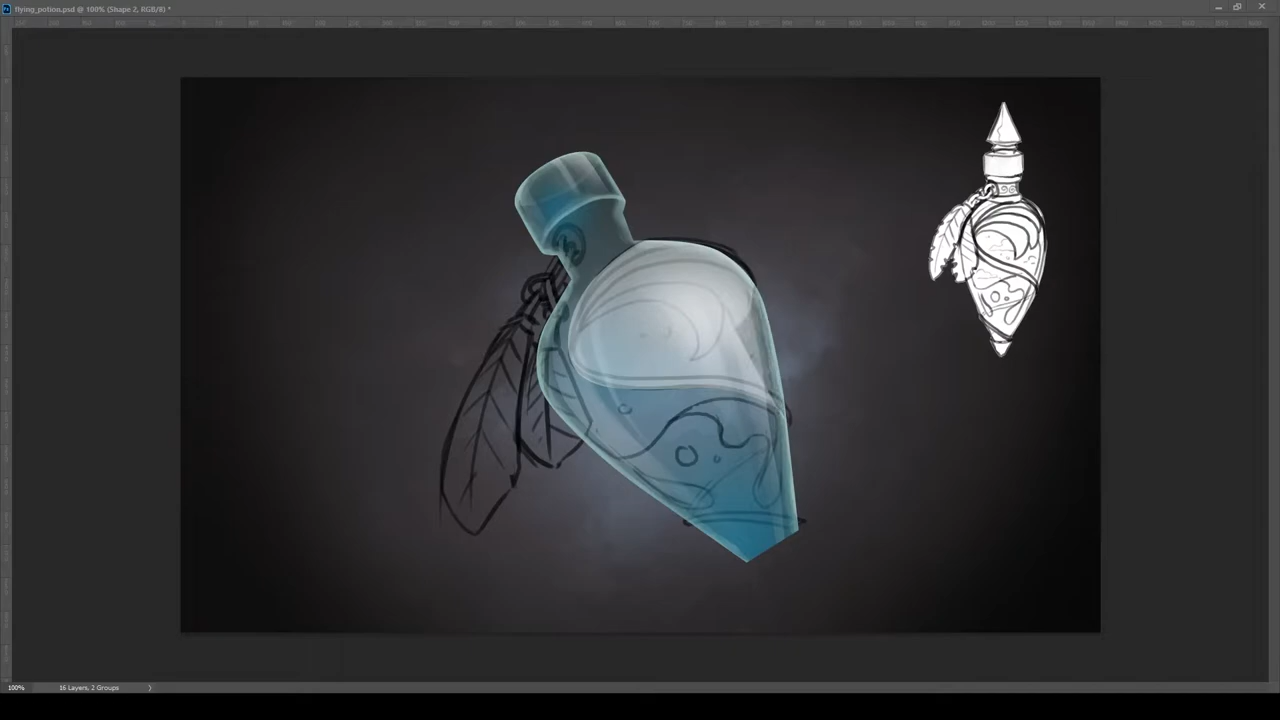 flying_potion.psd @ 100% (Shape 2, RGB/8) *
100%
16 Layers, 2 Groups